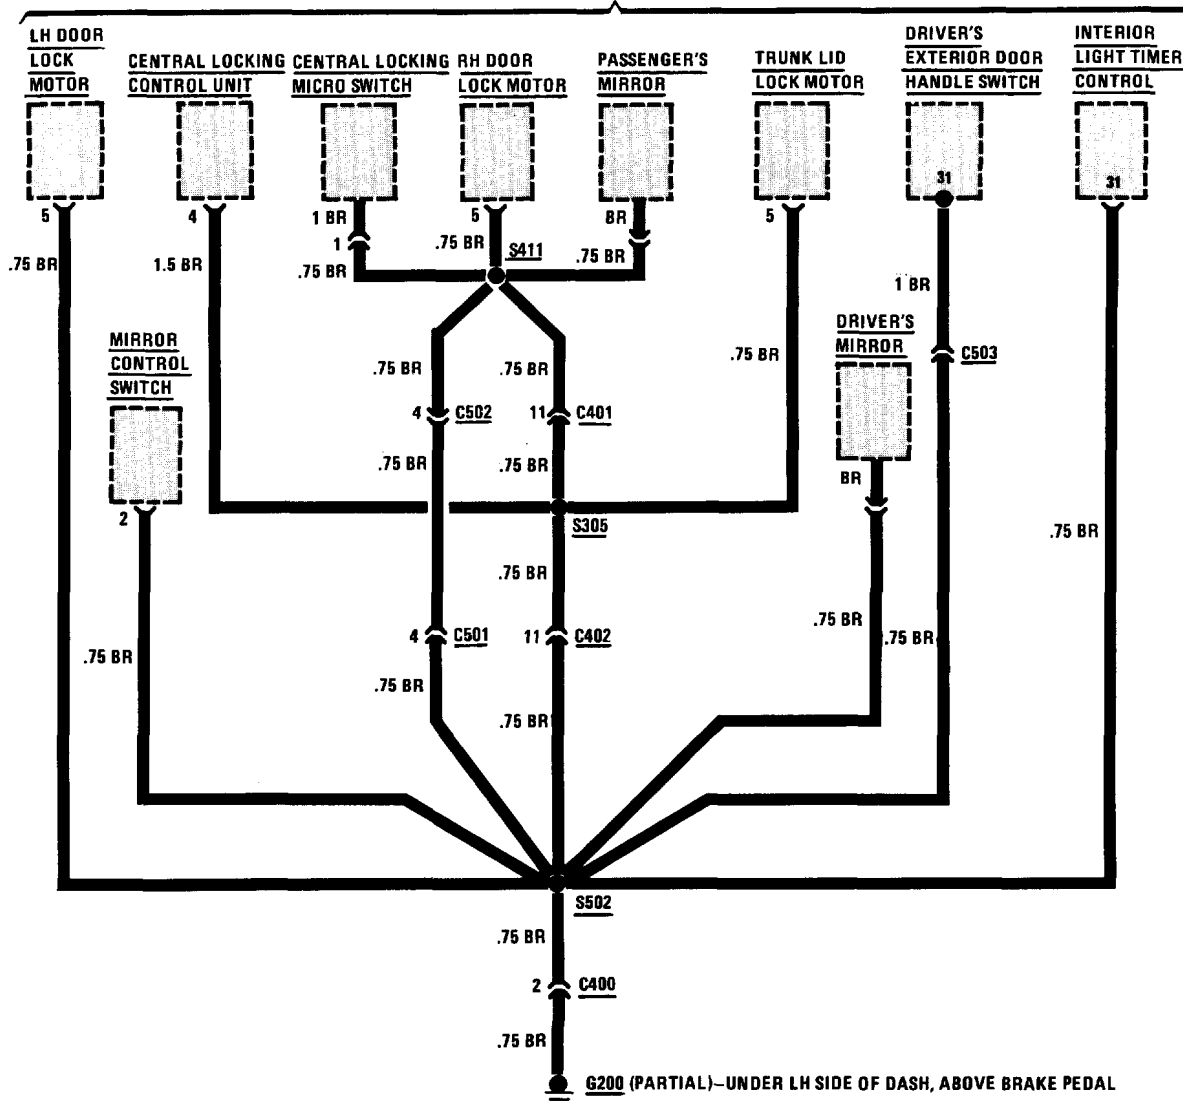 LH DOOR
LOCK
MOTOR
CENTRAL LOCKING
CONTROL UNIT
CENTRAL LOCKING
MICRO SWITCH
RH DOOR
LOCK MOTOR
PASSENGER'S
MIRROR
TRUNK LID
LOCK MOTOR
DRIVER'S
EXTERIOR DOOR
HANDLE SWITCH
INTERIOR
LIGHT TIMER
CONTROL
31
31
5
4
1 BR
5
BR
5
1
.75 BR
1.5 BR
.75 BR
.75 BR
S411
.75 BR
1 BR
MIRROR
CONTROL
SWITCH
.75 BR
.75 BR
.75 BR
DRIVER'S
MIRROR
C503
4
C502
11
C401
.75 BR
.75 BR
BR
2
S305
.75 BR
.75 BR
.75 BR
.75 BR
4
C501
11
C402
.75 BR
.75 BR
.75 BR
S502
.75 BR
2
C400
.75 BR
G200 (PARTIAL)–UNDER LH SIDE OF DASH, ABOVE BRAKE PEDAL